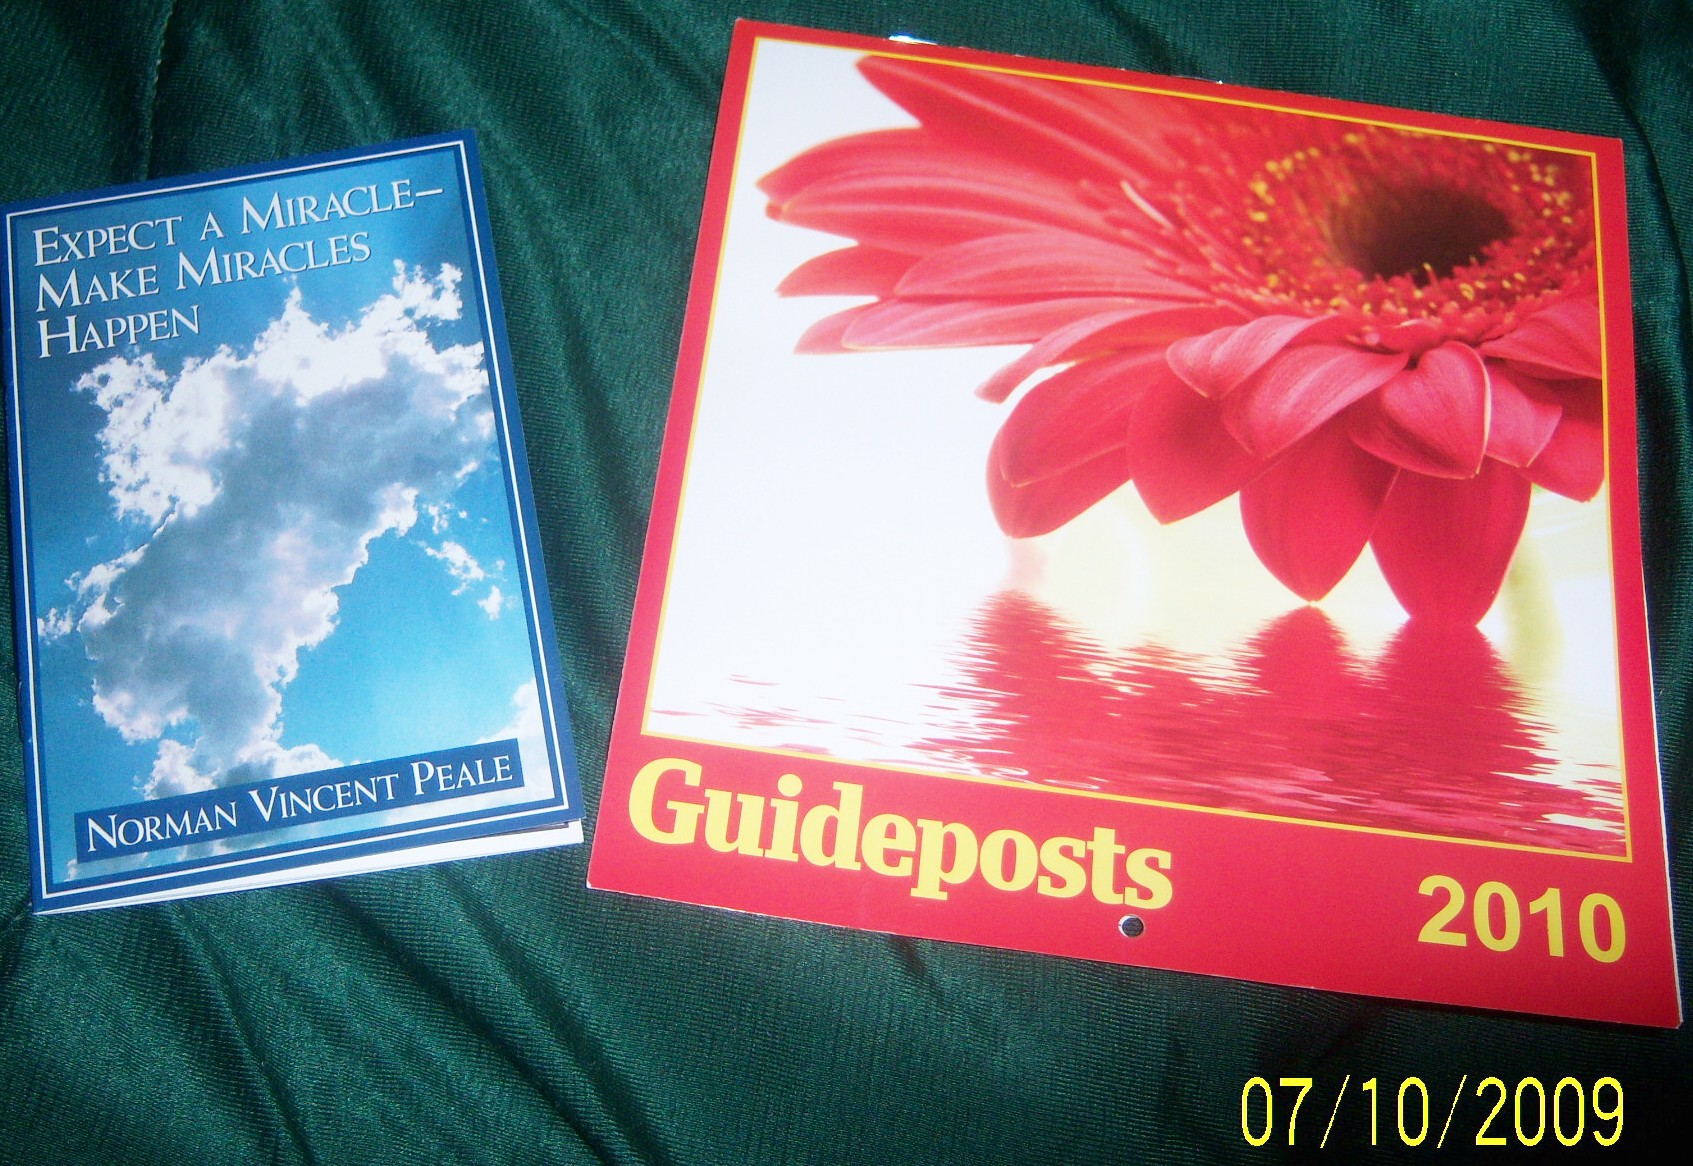 EXPECT A MIRACLE–
MAKE MIRACLES
HAPPEN
NORMAN VINCENT PEALE
Guideposts
2010
07/10/2009